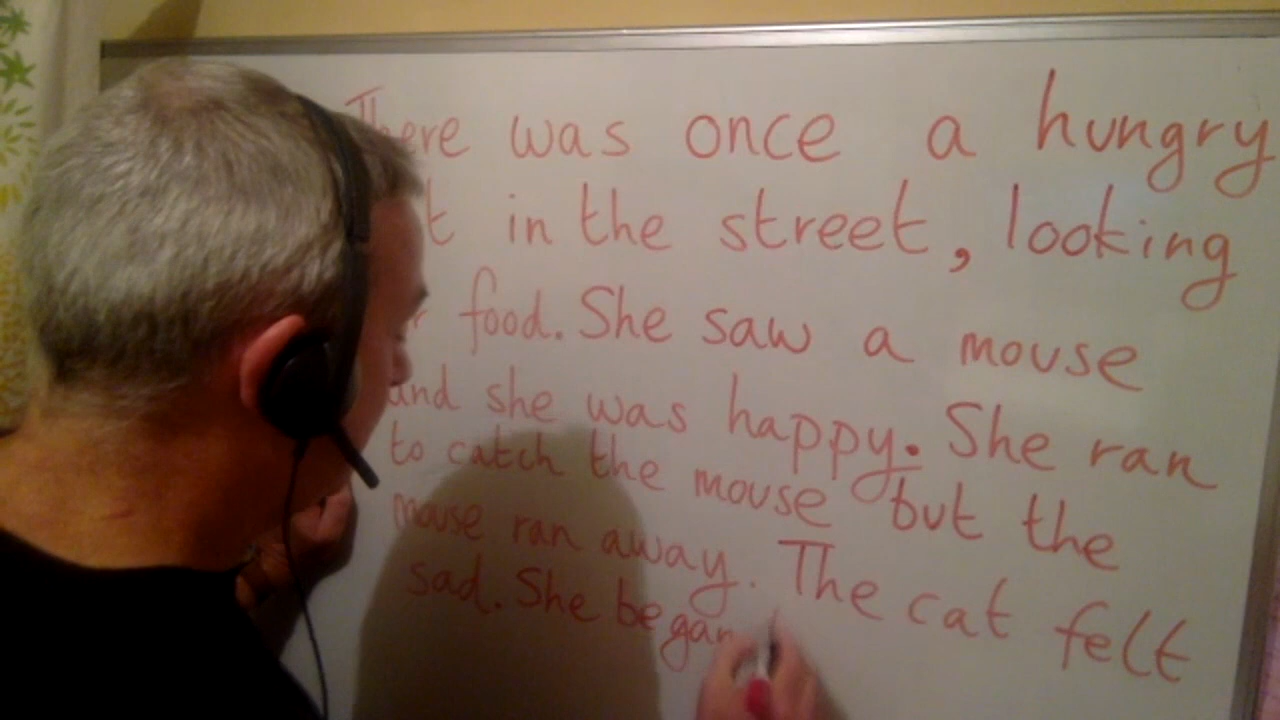 There was once a hungry
in the street, looking
food. She saw a mouse
and she was happy. She ran
to catch the mouse but the
mouse ran away. The cat felt
sad. She began